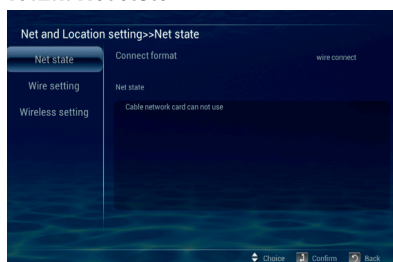 Net and Location setting>>Net state
Net state
Connect format wire connect
Wire setting
Net state
Wireless setting
Cable network card can not use
Choice Confirm Back